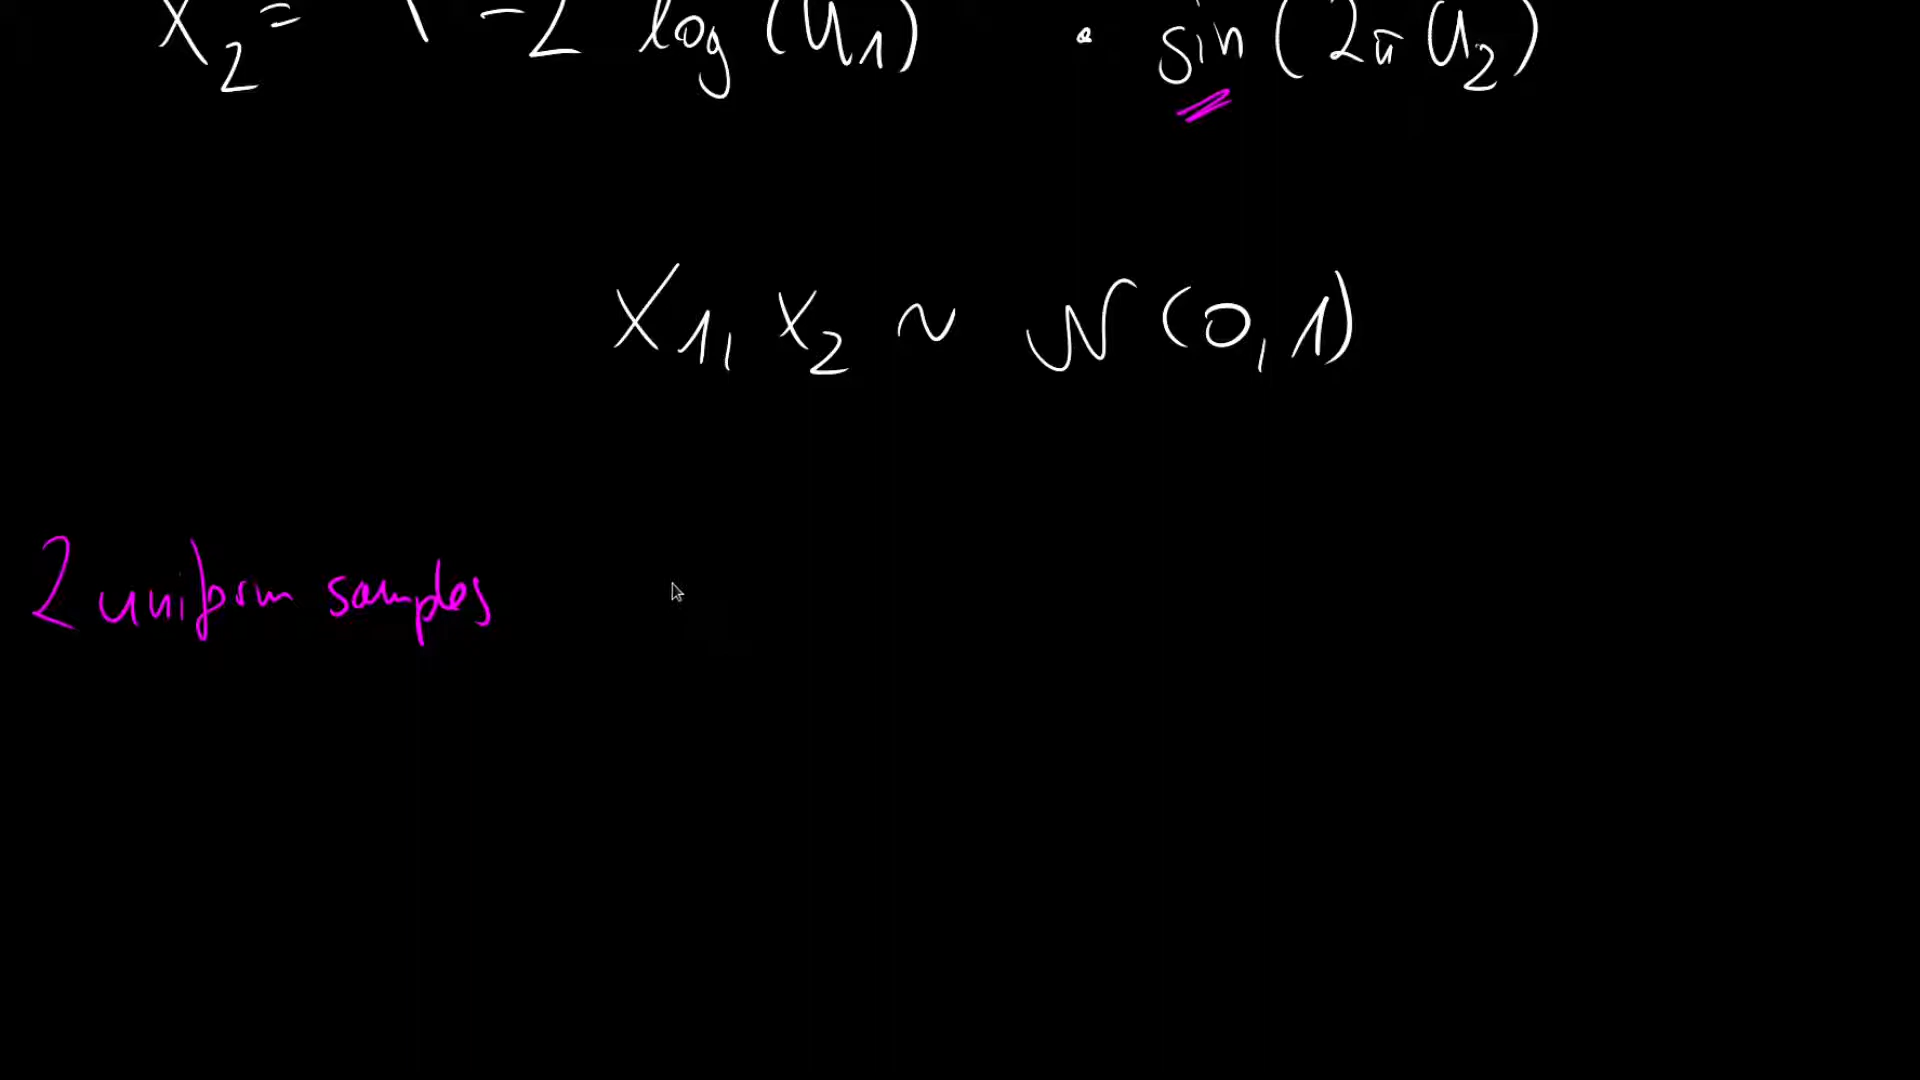 x₂ = √-2 log(u₁) · sin(2π u₂)
x₁, x₂ ~ 𝒩(0,1)
2 uniform samples